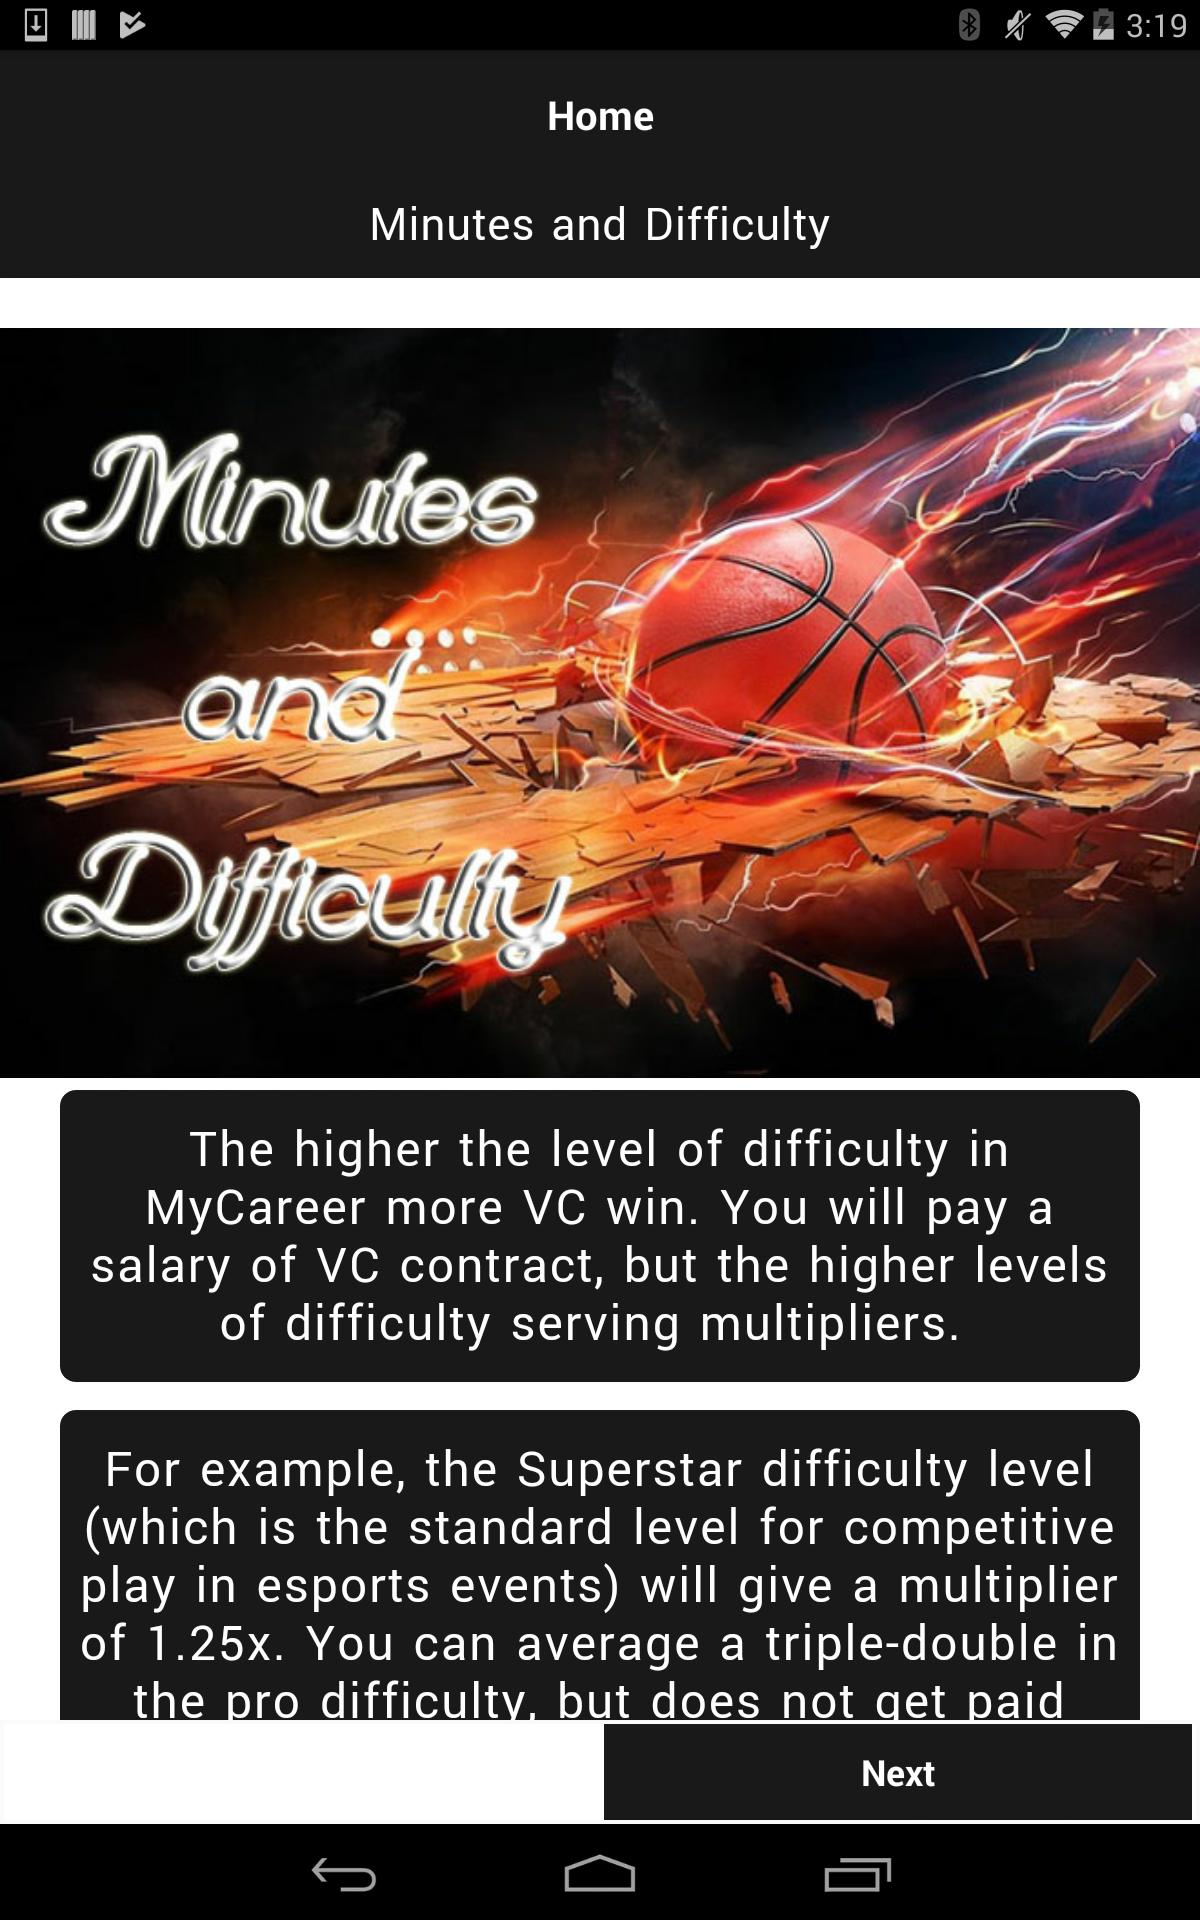 3:19
Home
Minutes and Difficulty
Minutes
and
Difficulty
The higher the level of difficulty in
MyCareer more VC win. You will pay a
salary of VC contract, but the higher levels
of difficulty serving multipliers.
For example, the Superstar difficulty level
(which is the standard level for competitive
play in esports events) will give a multiplier
of 1.25x. You can average a triple-double in
the pro difficulty, but does not get paid
Next